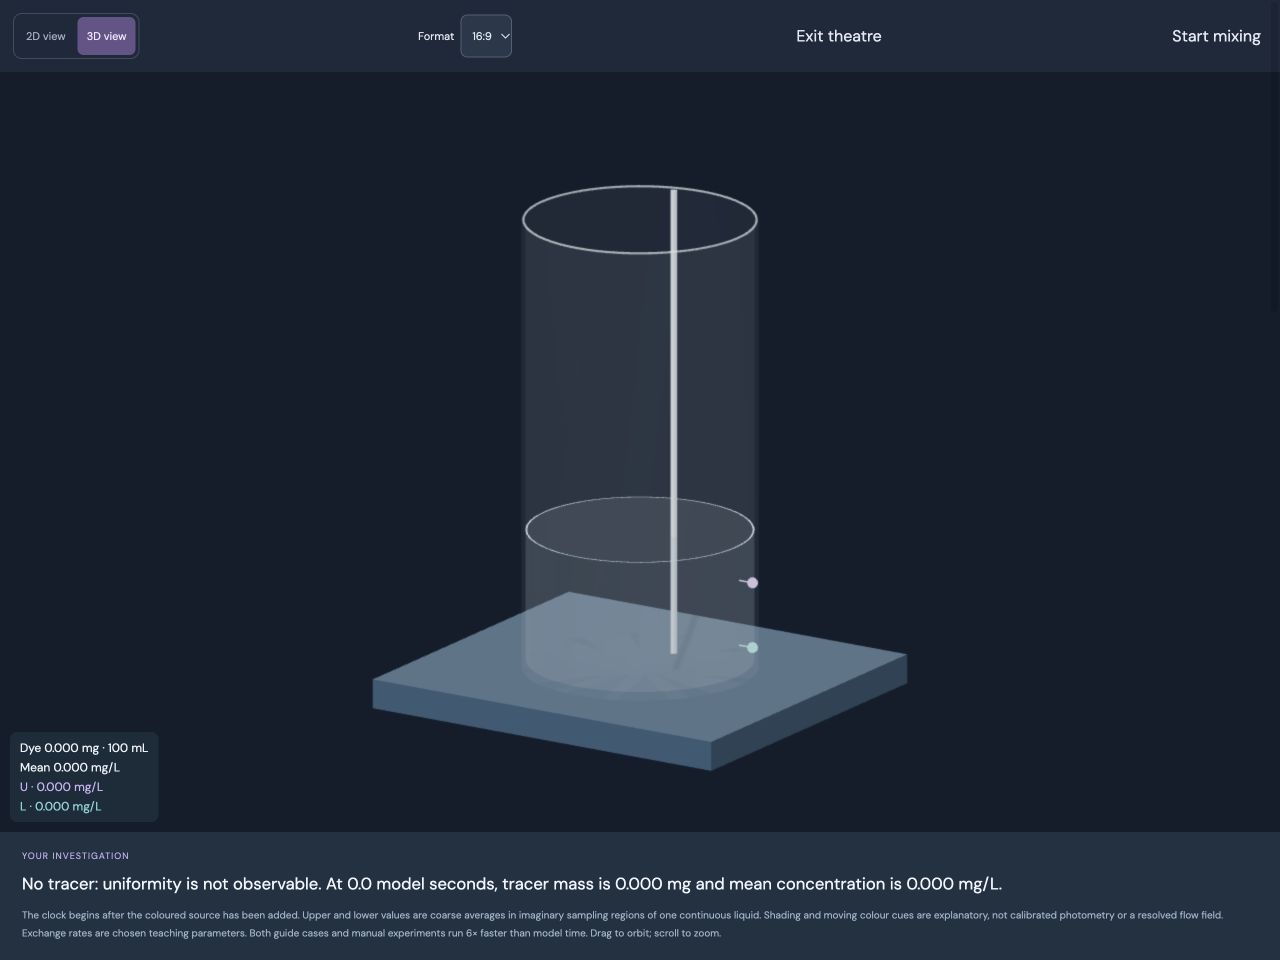 2D view
3D view
Format
16:9
Exit theatre
Start mixing
Dye 0.000 mg · 100 mL
Mean 0.000 mg/L
U · 0.000 mg/L
L · 0.000 mg/L
YOUR INVESTIGATION
No tracer: uniformity is not observable. At 0.0 model seconds, tracer mass is 0.000 mg and mean concentration is 0.000 mg/L.
The clock begins after the coloured source has been added. Upper and lower values are coarse averages in imaginary sampling regions of one continuous liquid. Shading and moving colour cues are explanatory, not calibrated photometry or a resolved flow field.
Exchange rates are chosen teaching parameters. Both guide cases and manual experiments run 6× faster than model time. Drag to orbit; scroll to zoom.